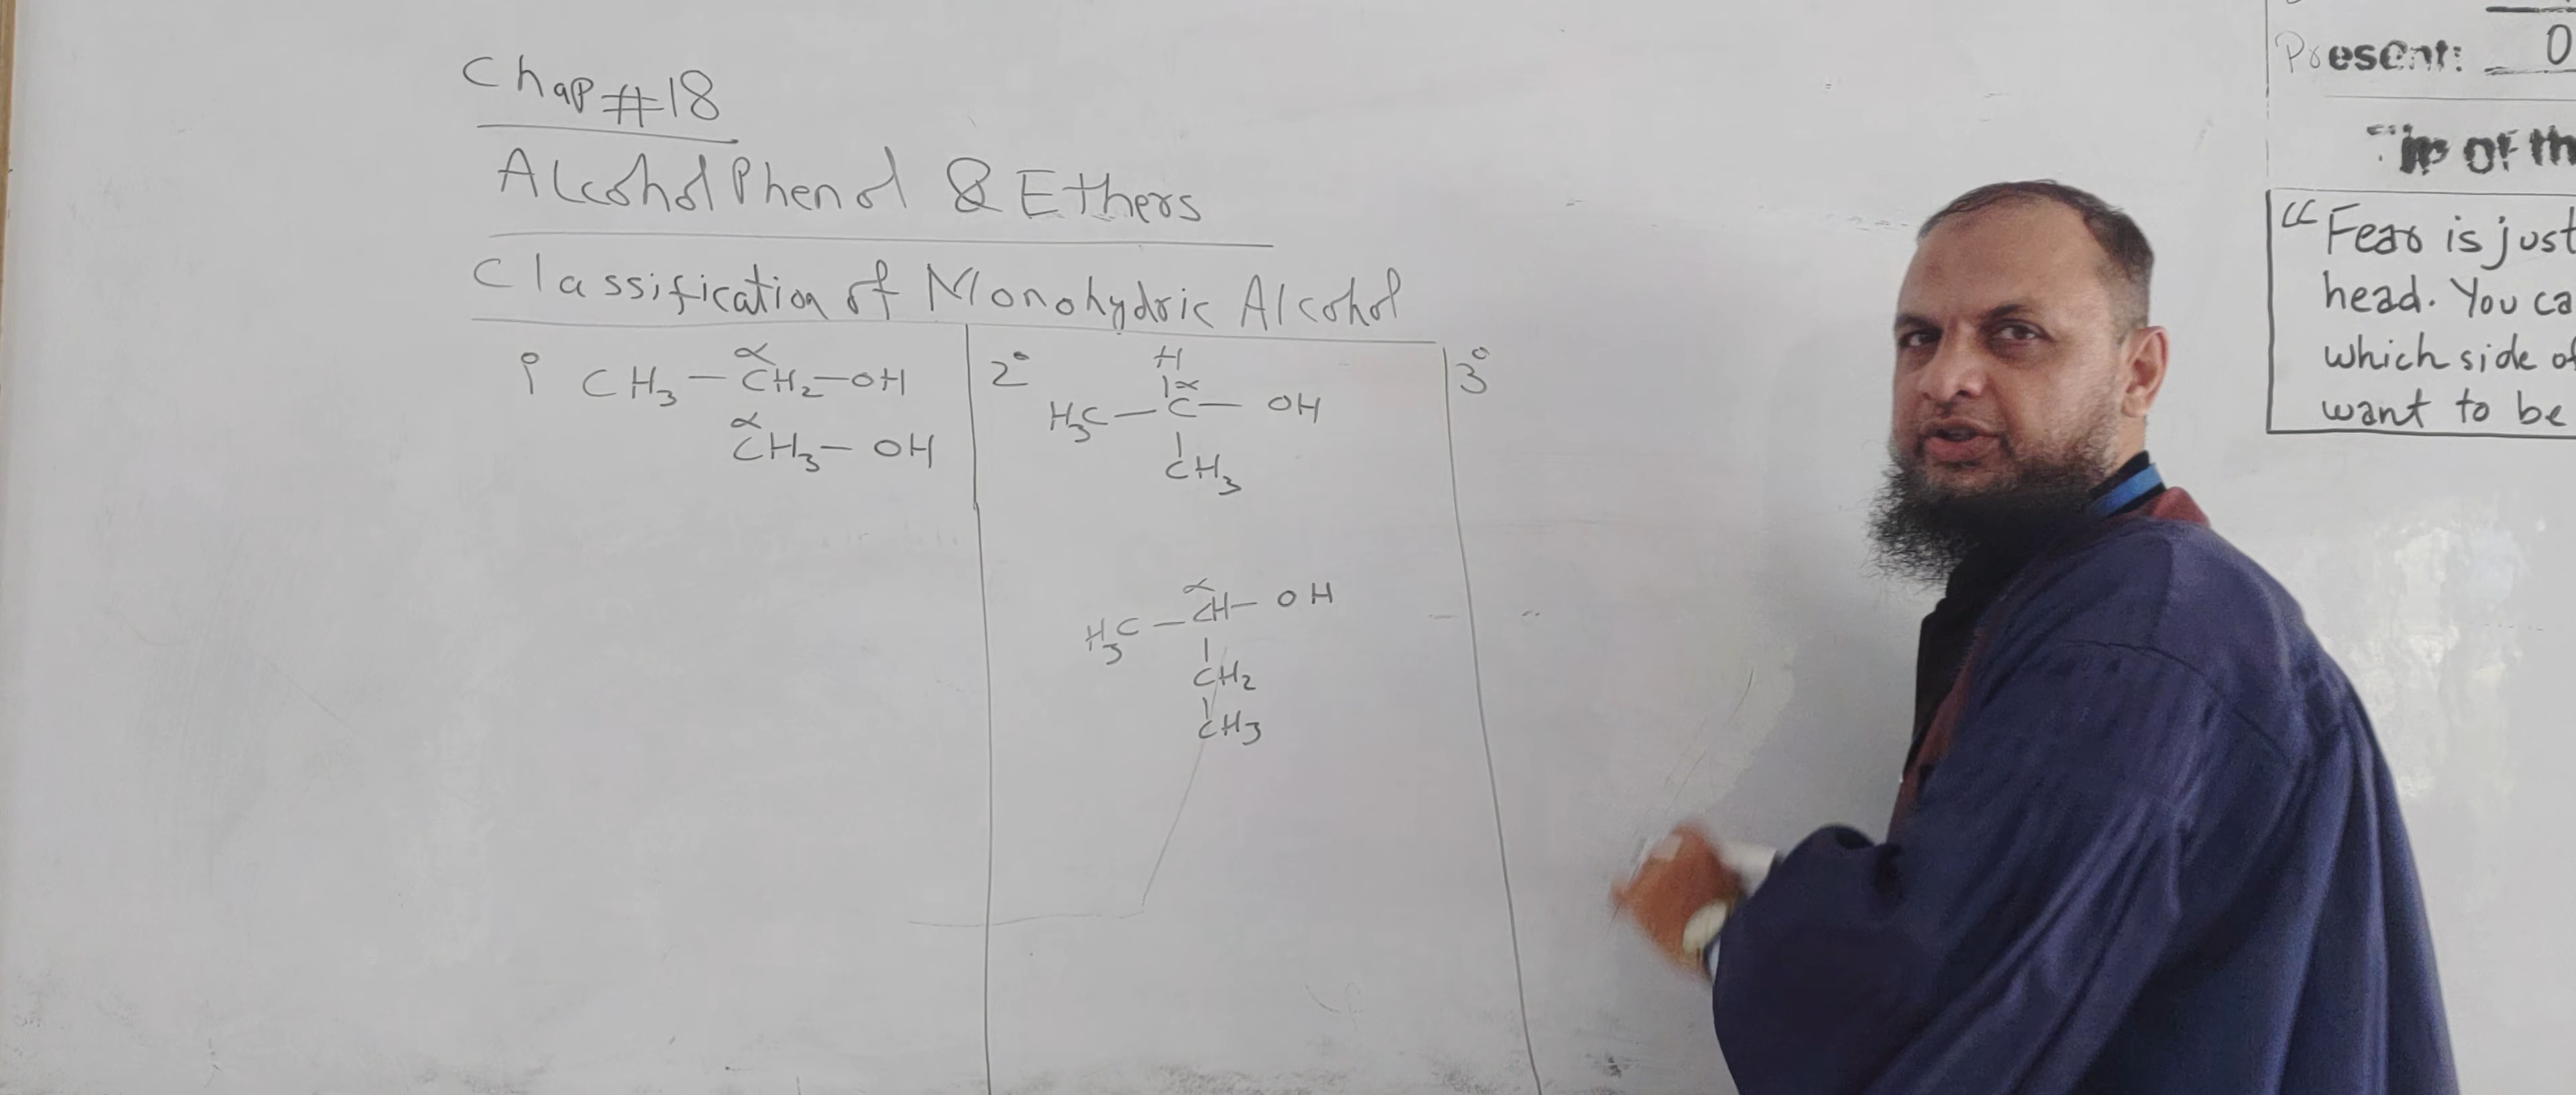 Chap #18
Alcohol Phenol & Ethers
Classification of Monohydric Alcohol
1° CH3 — CH2 — OH
α
CH3 — OH
α
2°
H
α
H3C — C — OH
CH3
α
H3C — CH — OH
CH2
CH3
3°
Present: 0
of th
“Fear is just
head. You ca
which side of
want to be